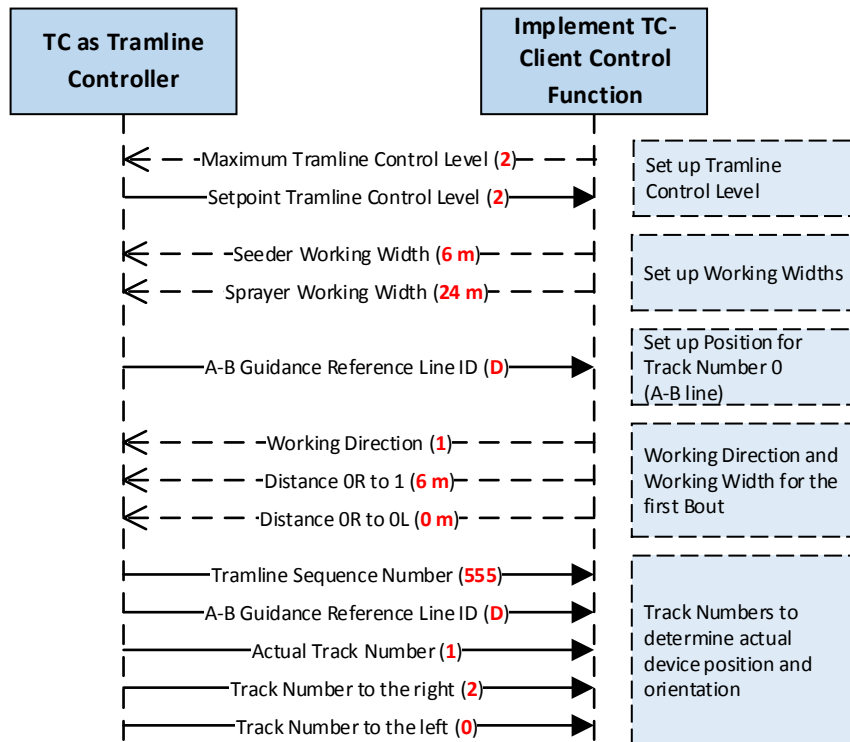 TC as Tramline
Controller
Implement TC-
Client Control
Function
Maximum Tramline Control Level (2)
Setpoint Tramline Control Level (2)
Set up Tramline
Control Level
Seeder Working Width (6 m)
Sprayer Working Width (24 m)
Set up Working Widths
A-B Guidance Reference Line ID (D)
Set up Position for
Track Number 0
(A-B line)
Working Direction (1)
Distance 0R to 1 (6 m)
Distance 0R to 0L (0 m)
Working Direction and
Working Width for the
first Bout
Tramline Sequence Number (555)
A-B Guidance Reference Line ID (D)
Actual Track Number (1)
Track Number to the right (2)
Track Number to the left (0)
Track Numbers to
determine actual
device position and
orientation